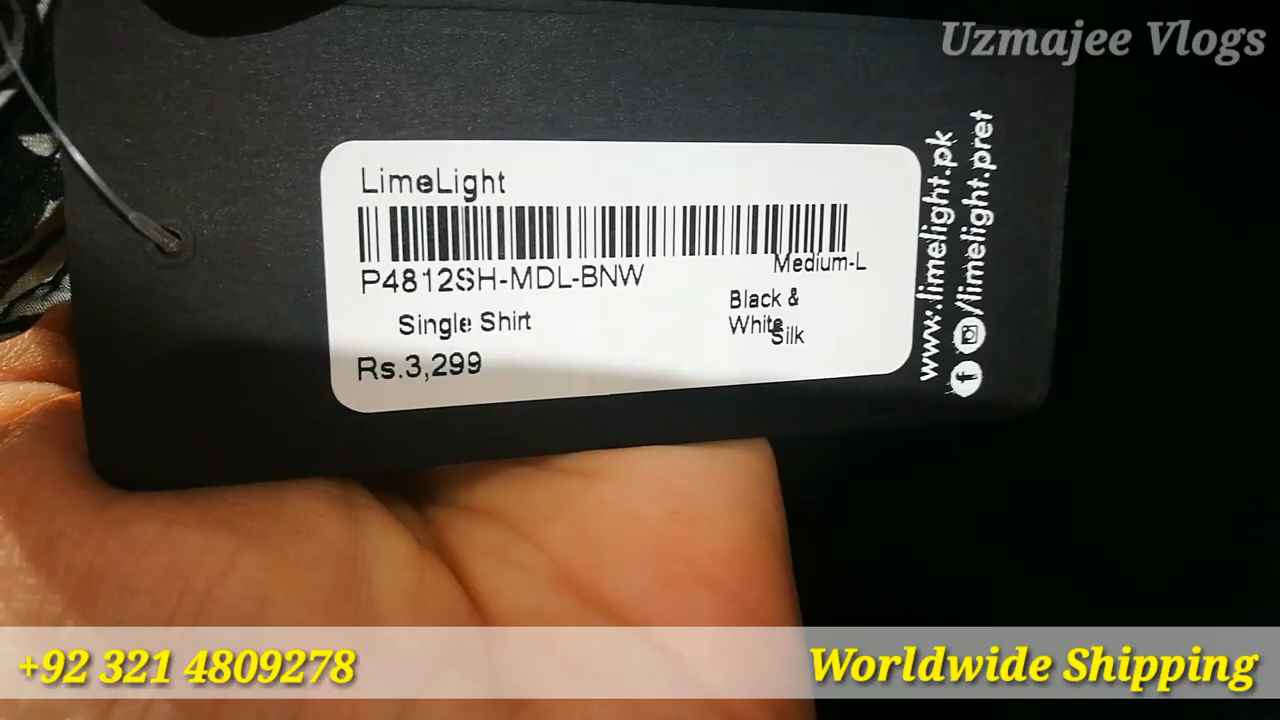 Uzmajee Vlogs
LimeLight
P4812SH-MDL-BNW
Medium-L
Single Shirt
Black &
White
Silk
Rs.3,299
www.limelight.pk
/limelight.pret
+92 321 4809278
Worldwide Shipping